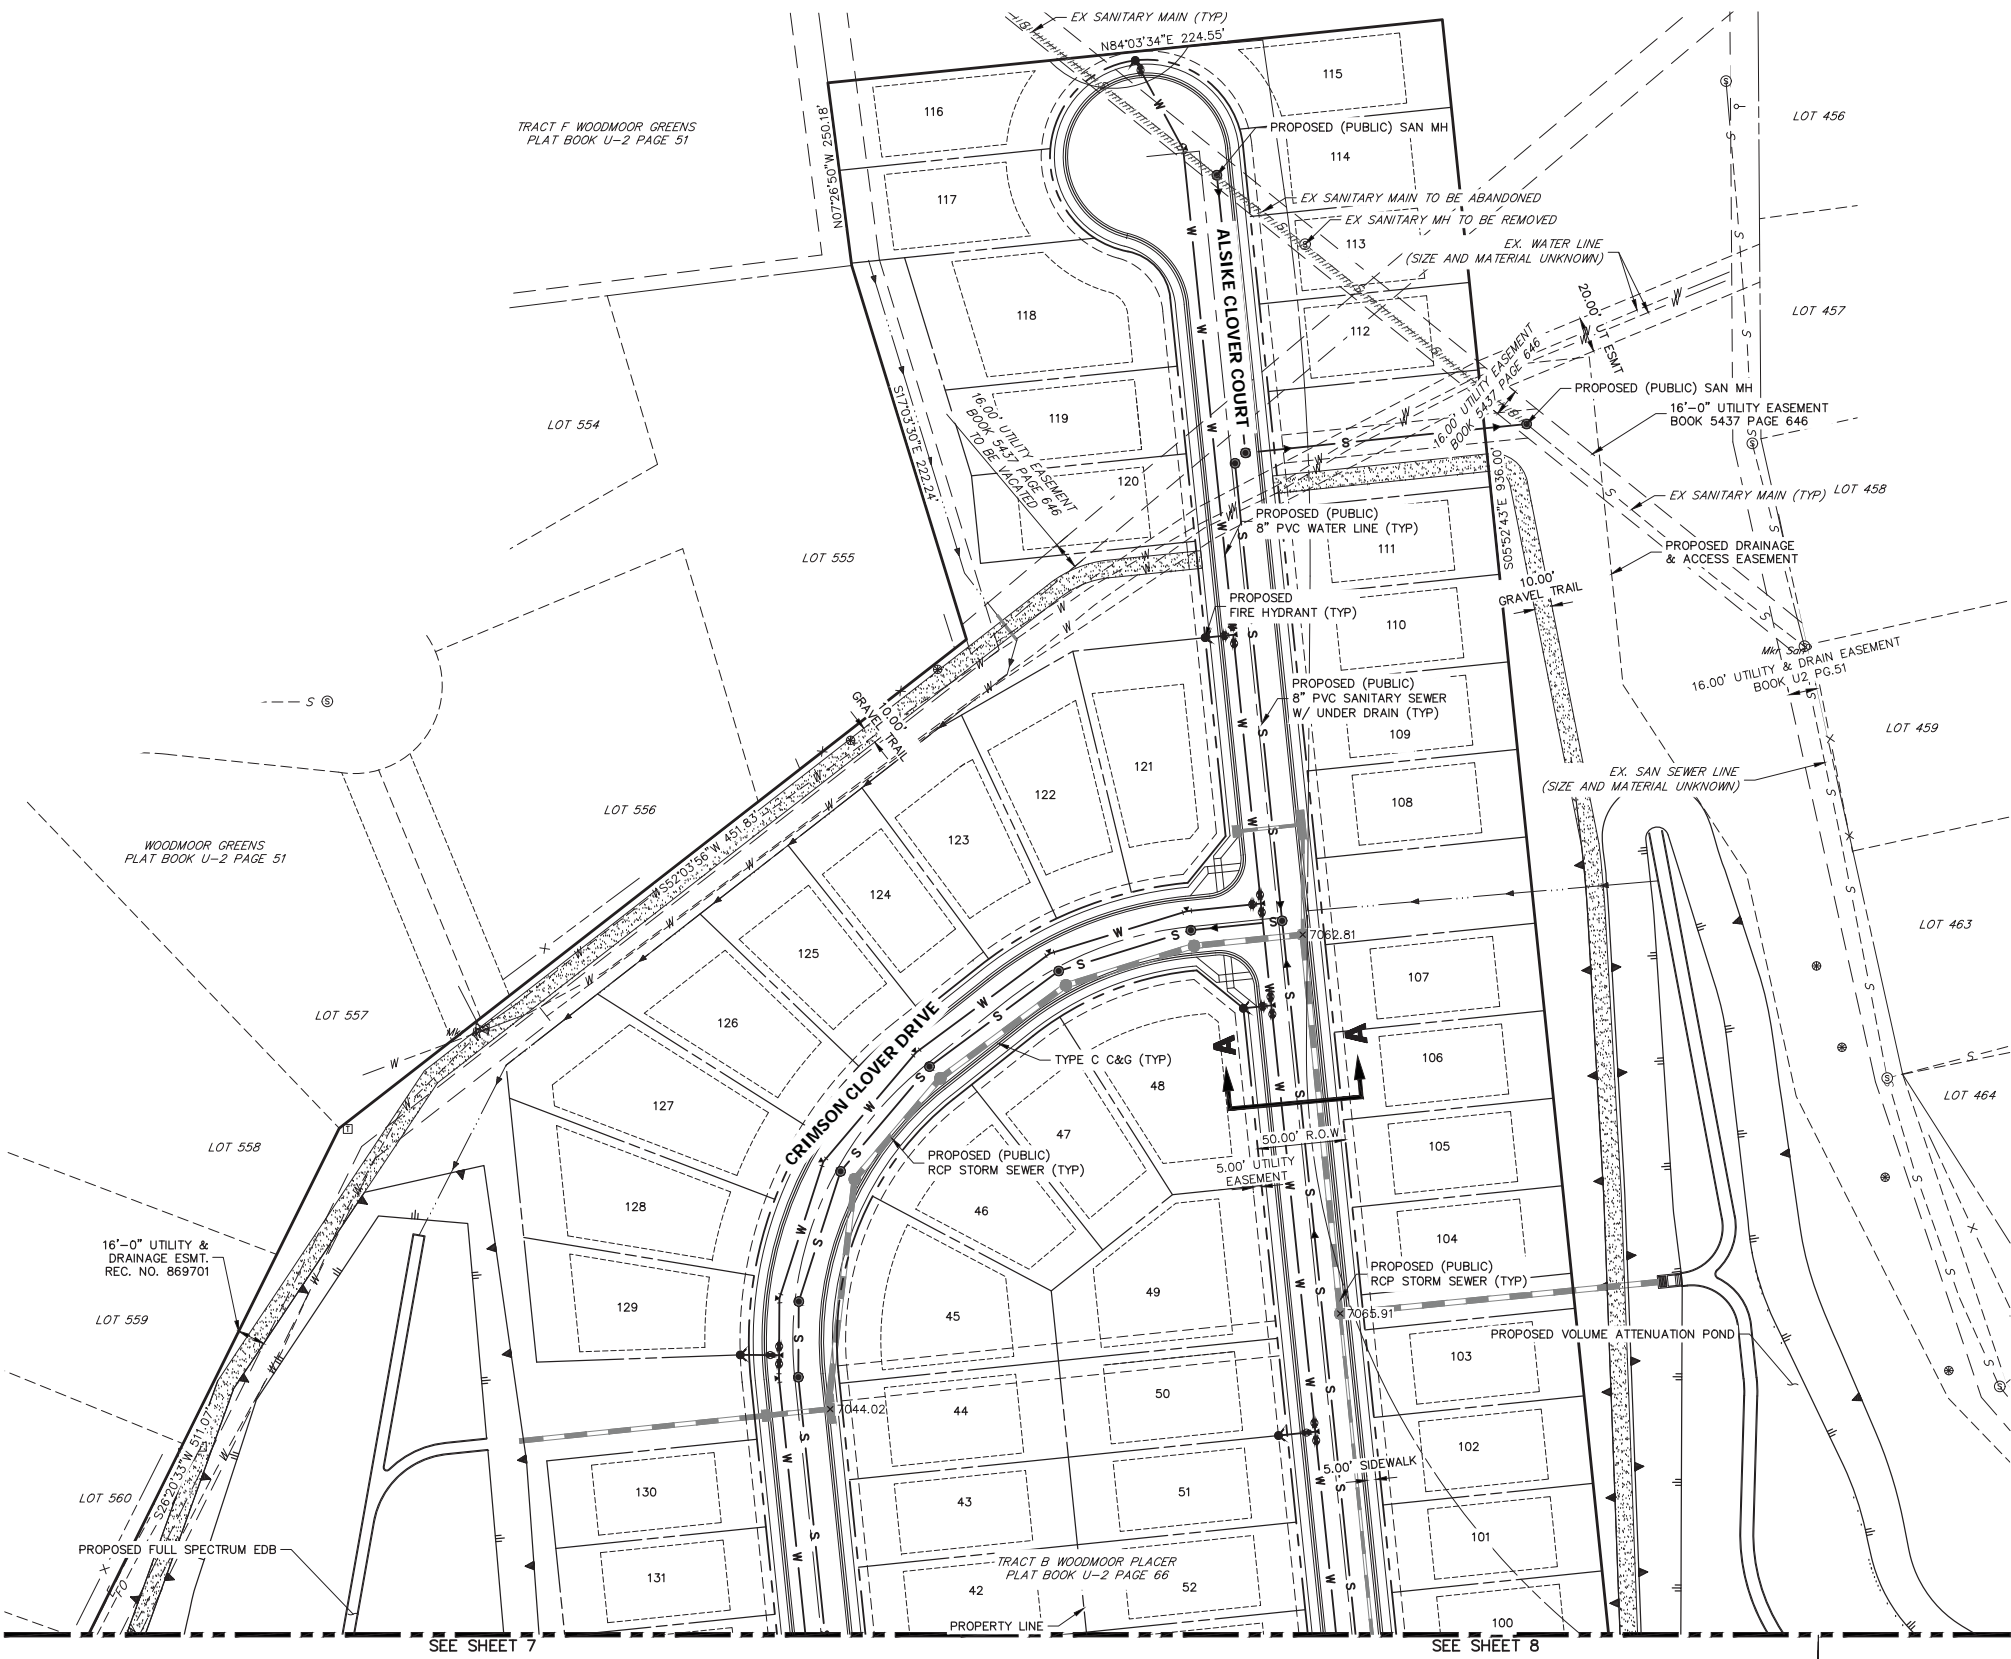 EX SANITARY MAIN (TYP)
N84°03'34"E 224.55'
115
116
TRACT F WOODMOOR GREENS
PLAT BOOK U-2 PAGE 51
N07°26'50"W 250.18'
PROPOSED (PUBLIC) SAN MH
LOT 456
114
117
EX SANITARY MAIN TO BE ABANDONED
EX SANITARY MH TO BE REMOVED
113
EX. WATER LINE
(SIZE AND MATERIAL UNKNOWN)
ALSIKE CLOVER COURT
118
112
20.00' UT ESMT
LOT 457
16.00' UTILITY EASEMENT
BOOK 5437 PAGE 646
PROPOSED (PUBLIC) SAN MH
16'-0" UTILITY EASEMENT
BOOK 5437 PAGE 646
S17°03'30"E 222.24'
16.00' UTILITY EASEMENT
BOOK 5437 PAGE 646
TO BE VACATED
119
LOT 554
120
S05°52'43"E 936.00'
EX SANITARY MAIN (TYP)
LOT 458
PROPOSED (PUBLIC)
8" PVC WATER LINE (TYP)
111
LOT 555
PROPOSED DRAINAGE
& ACCESS EASEMENT
10.00'
GRAVEL TRAIL
PROPOSED
FIRE HYDRANT (TYP)
110
Mkr San
16.00' UTILITY & DRAIN EASEMENT
BOOK U2 PG.51
PROPOSED (PUBLIC)
8" PVC SANITARY SEWER
W/ UNDER DRAIN (TYP)
10.00'
GRAVEL TRAIL
109
LOT 459
121
122
EX. SAN SEWER LINE
(SIZE AND MATERIAL UNKNOWN)
108
LOT 556
123
WOODMOOR GREENS
PLAT BOOK U-2 PAGE 51
S52°03'56"W 451.83'
124
LOT 463
125
7062.81
107
LOT 557
126
CRIMSON CLOVER DRIVE
A
A
TYPE C C&G (TYP)
106
48
LOT 464
127
47
50.00' R.O.W
105
LOT 558
PROPOSED (PUBLIC)
RCP STORM SEWER (TYP)
5.00' UTILITY
EASEMENT
128
46
104
16'-0" UTILITY &
DRAINAGE ESMT.
REC. NO. 869701
PROPOSED (PUBLIC)
RCP STORM SEWER (TYP)
49
129
45
7065.91
LOT 559
PROPOSED VOLUME ATTENUATION POND
103
50
44
7044.02
S26°20'33"W 511.07'
102
5.00' SIDEWALK
LOT 560
130
43
51
101
PROPOSED FULL SPECTRUM EDB
FO
131
TRACT B WOODMOOR PLACER
PLAT BOOK U-2 PAGE 66
42
52
100
PROPERTY LINE
SEE SHEET 7
SEE SHEET 8